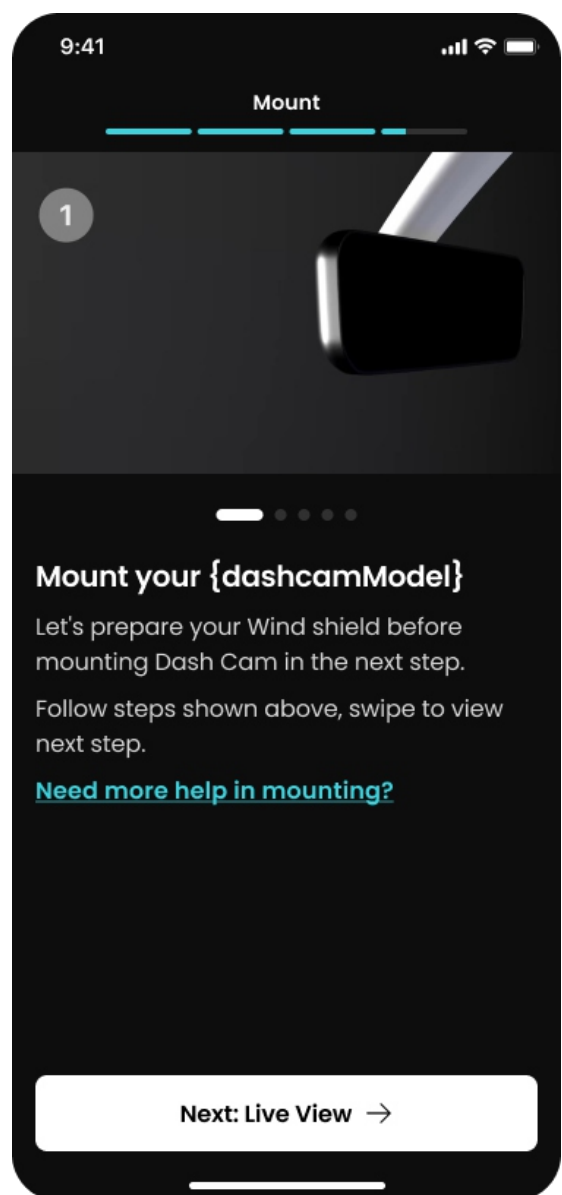 9:41
Mount
1
Mount your {dashcamModel}
Let's prepare your Wind shield before
mounting Dash Cam in the next step.
Follow steps shown above, swipe to view
next step.
Need more help in mounting?
Next: Live View →